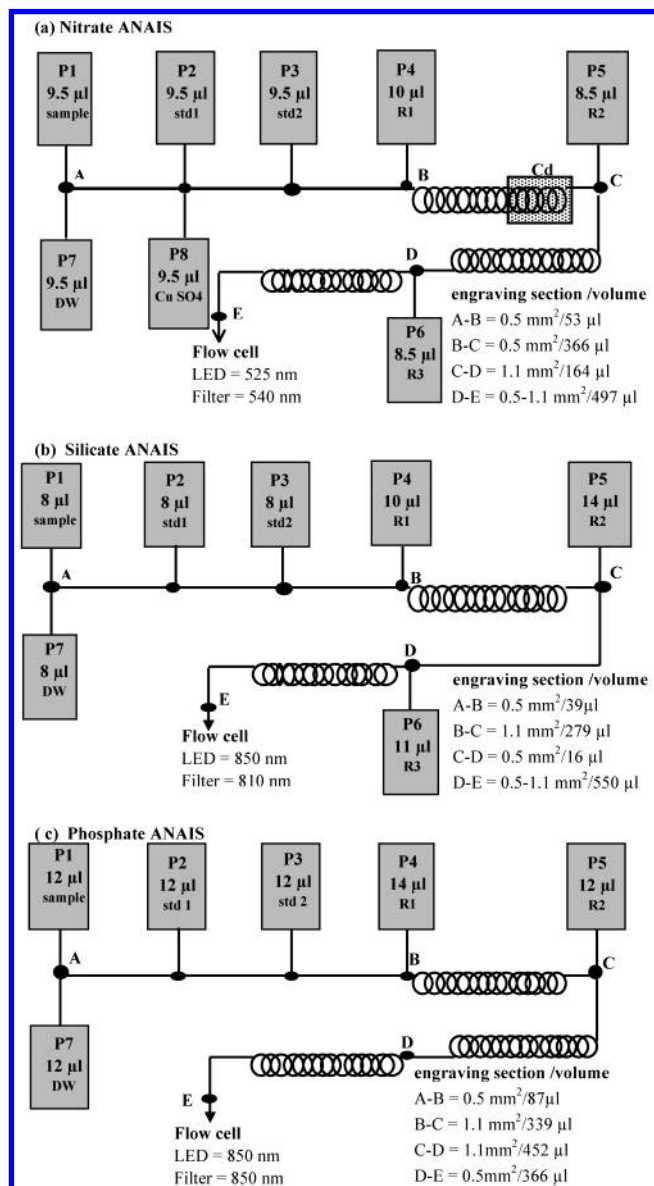 (a) Nitrate ANAIS
P1
9.5 µl
sample
P2
9.5 µl
std1
P3
9.5 µl
std2
P4
10 µl
R1
P5
8.5 µl
R2
A
B
Cd
C
P7
9.5 µl
DW
P8
9.5 µl
Cu SO4
D
E
P6
8.5 µl
R3
Flow cell
LED = 525 nm
Filter = 540 nm
engraving section /volume
A-B = 0.5 mm²/53 µl
B-C = 0.5 mm²/366 µl
C-D = 1.1 mm²/164 µl
D-E = 0.5-1.1 mm²/497 µl
(b) Silicate ANAIS
P1
8 µl
sample
P2
8 µl
std1
P3
8 µl
std2
P4
10 µl
R1
P5
14 µl
R2
A
B
C
P7
8 µl
DW
D
E
P6
11 µl
R3
Flow cell
LED = 850 nm
Filter = 810 nm
engraving section /volume
A-B = 0.5 mm²/39µl
B-C = 1.1 mm²/279 µl
C-D = 0.5 mm²/16 µl
D-E = 0.5-1.1 mm²/550 µl
( c) Phosphate ANAIS
P1
12 µl
sample
P2
12 µl
std 1
P3
12 µl
std 2
P4
14 µl
R1
P5
12 µl
R2
A
B
C
P7
12 µl
DW
D
E
Flow cell
LED = 850 nm
Filter = 850 nm
engraving section /volume
A-B = 0.5 mm²/87µl
B-C = 1.1 mm²/339 µl
C-D = 1.1mm²/452 µl
D-E = 0.5mm²/366 µl